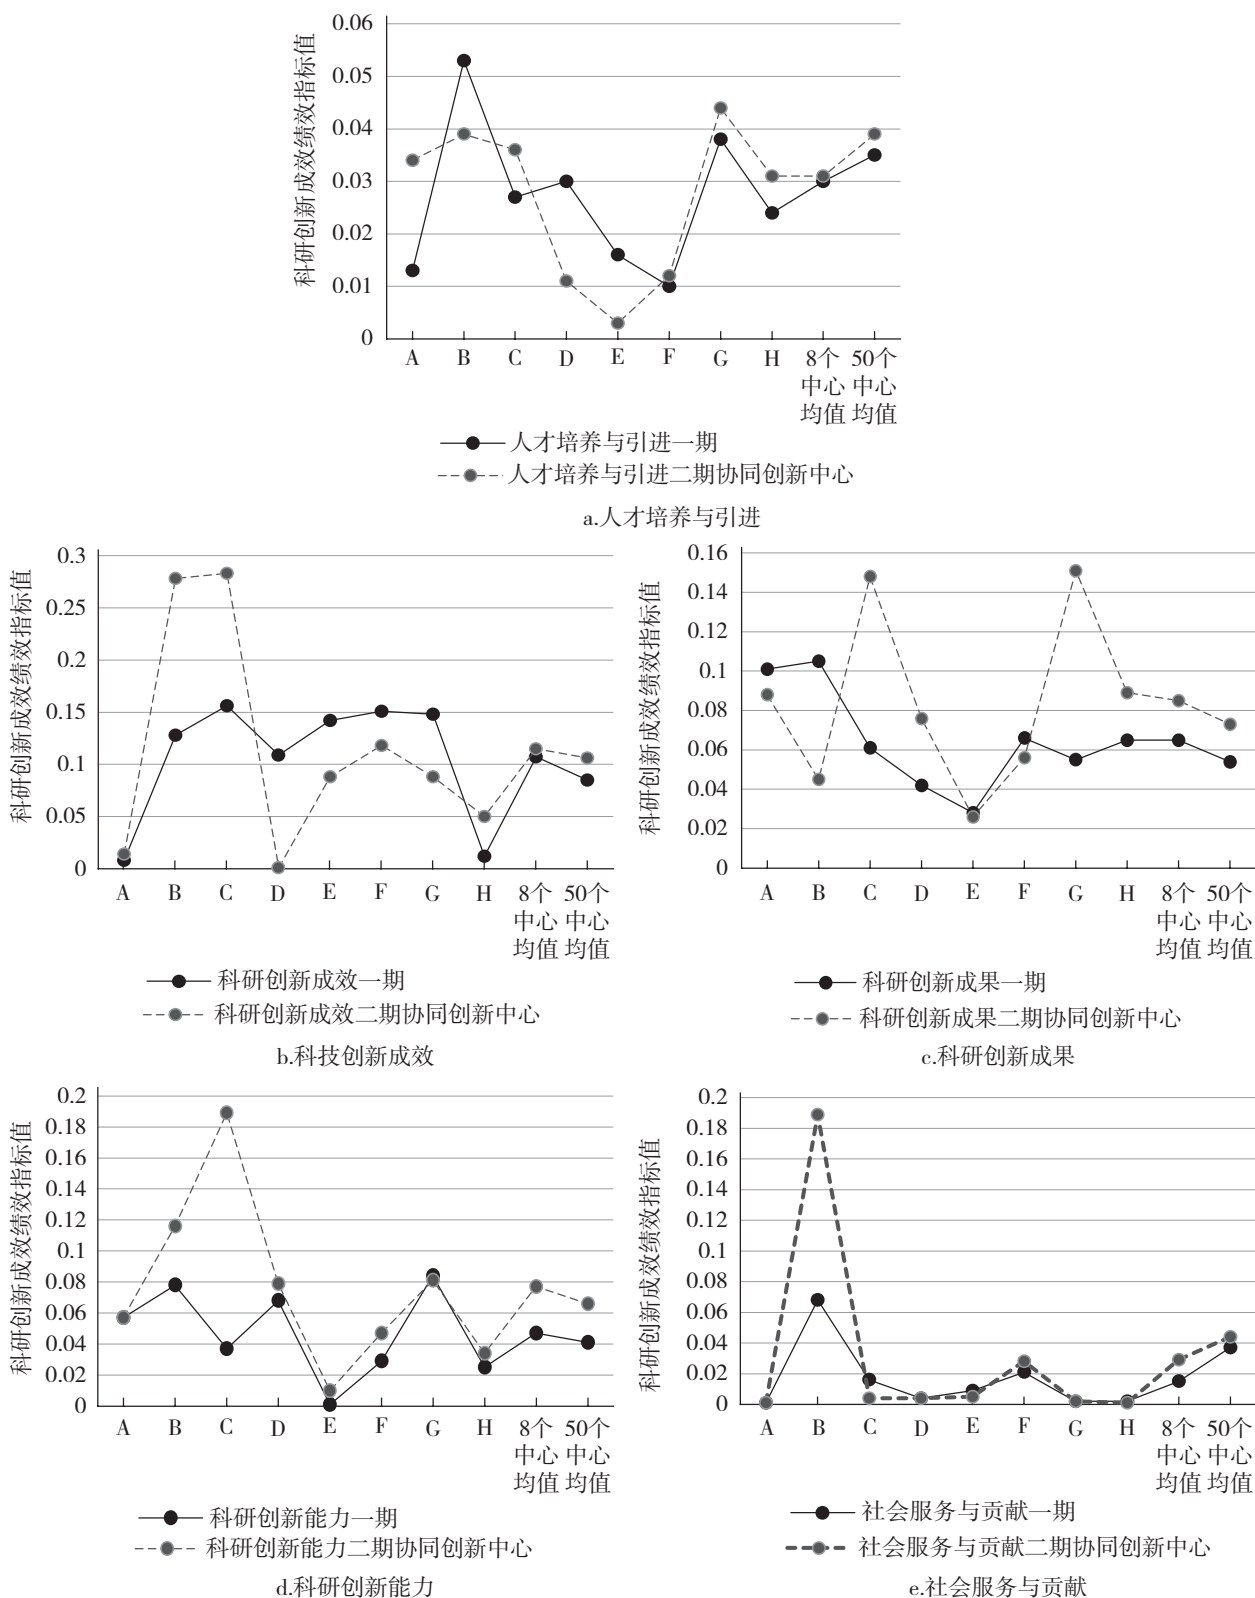 科研创新成效绩效指标值
0.06
0.05
0.04
0.03
0.02
0.01
0
A B C D E F G H 8个 50个
中心 中心
均值 均值
人才培养与引进一期
人才培养与引进二期协同创新中心
a.人才培养与引进
科研创新成效绩效指标值
0.3
0.25
0.2
0.15
0.1
0.05
0
A B C D E F G H 8个 50个
中心 中心
均值 均值
科研创新成效一期
科研创新成效二期协同创新中心
b.科技创新成效
科研创新成效绩效指标值
0.16
0.14
0.12
0.1
0.08
0.06
0.04
0.02
0
A B C D E F G H 8个 50个
中心 中心
均值 均值
科研创新成果一期
科研创新成果二期协同创新中心
c.科研创新成果
科研创新成效绩效指标值
0.2
0.18
0.16
0.14
0.12
0.1
0.08
0.06
0.04
0.02
0
A B C D E F G H 8个 50个
中心 中心
均值 均值
科研创新能力一期
科研创新能力二期协同创新中心
d.科研创新能力
科研创新成效绩效指标值
0.2
0.18
0.16
0.14
0.12
0.1
0.08
0.06
0.04
0.02
0
A B C D E F G H 8个 50个
中心 中心
均值 均值
社会服务与贡献一期
社会服务与贡献二期协同创新中心
e.社会服务与贡献